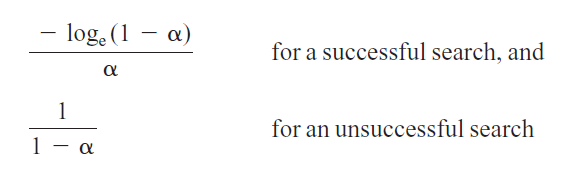 − logₑ(1 − α)
α
for a successful search, and
1
1 − α
for an unsuccessful search